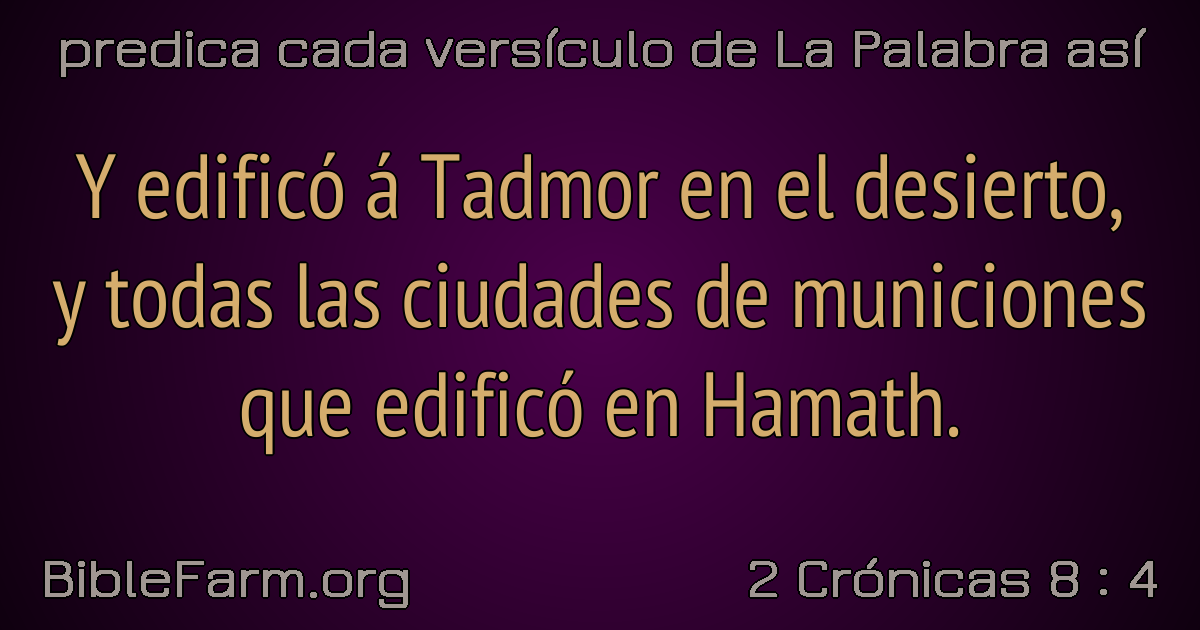 predica cada versículo de La Palabra así
Y edificó á Tadmor en el desierto,
y todas las ciudades de municiones
que edificó en Hamath.
BibleFarm.org
2 Crónicas 8 : 4